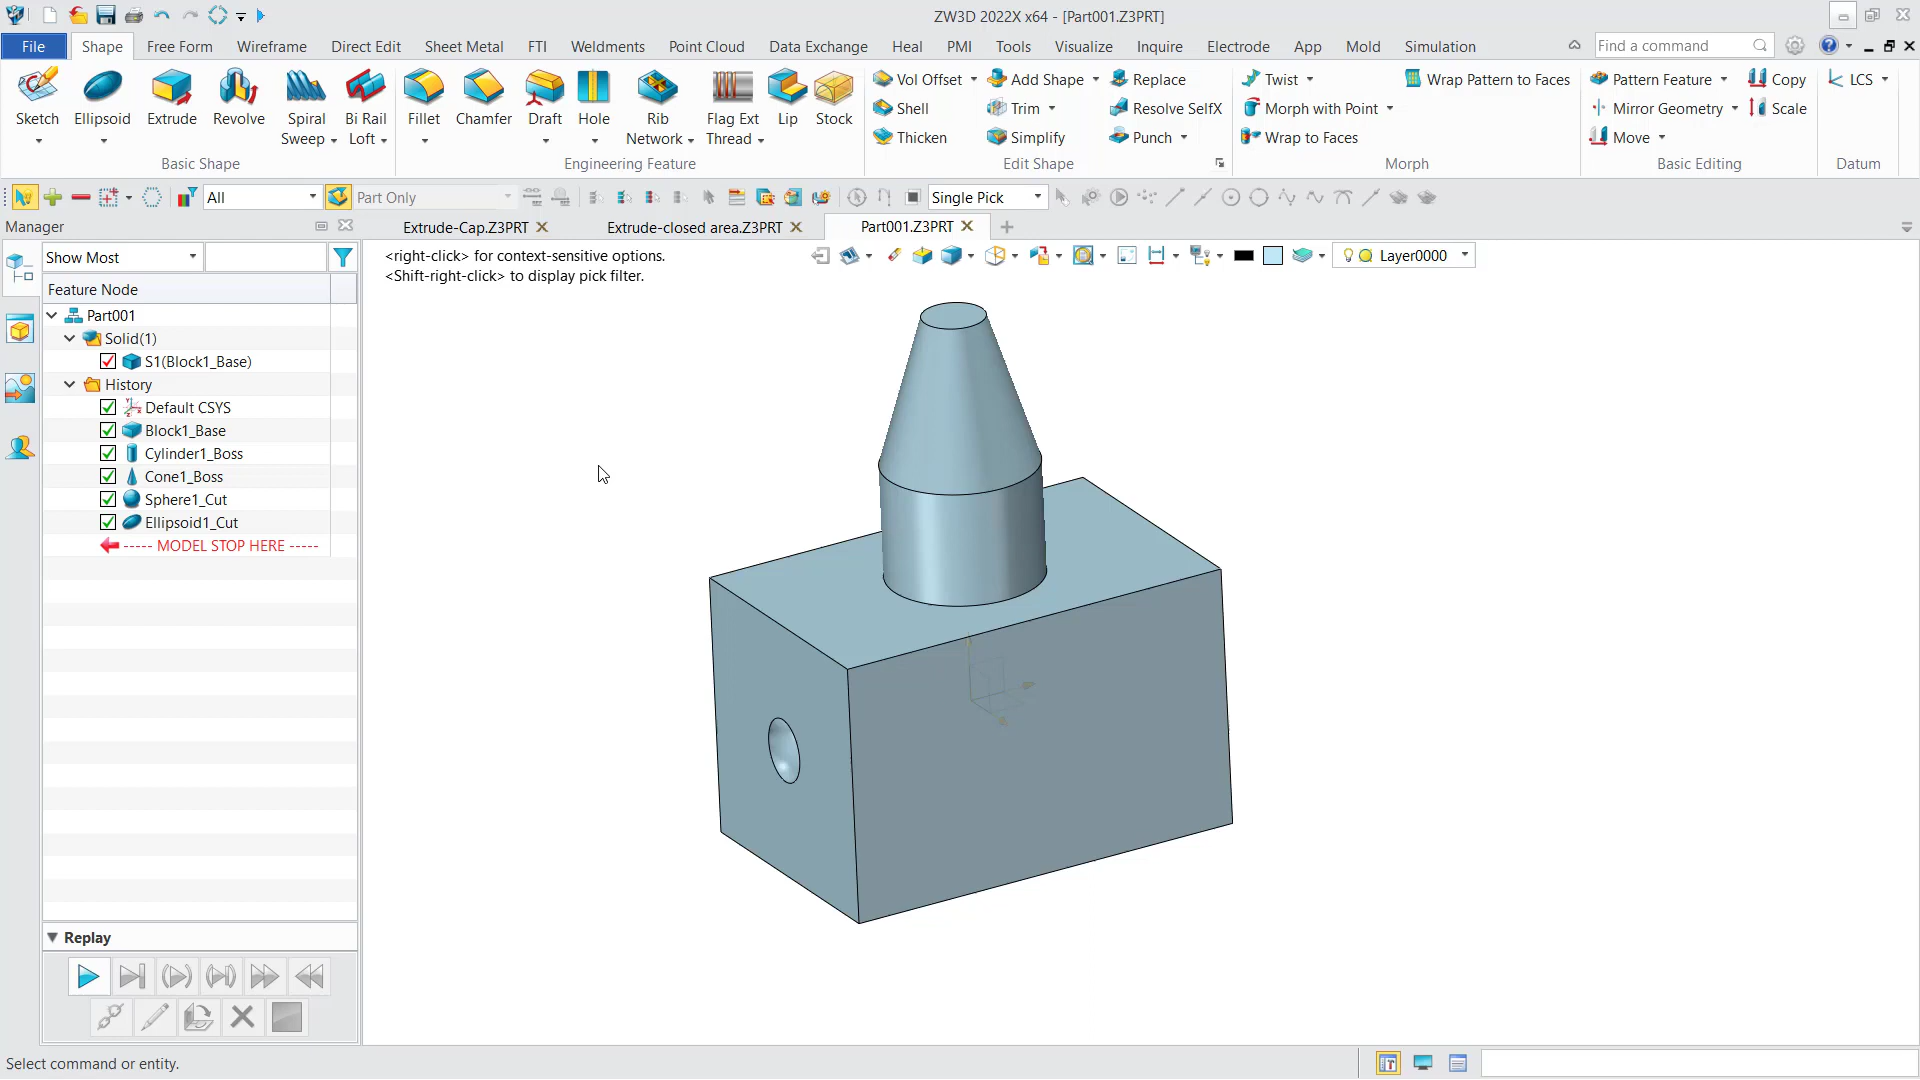 ZW3D 2022X x64 - [Part001.Z3PRT]
File Shape Free Form Wireframe Direct Edit Sheet Metal FTI Weldments Point Cloud Data Exchange Heal PMI Tools Visualize Inquire Electrode App Mold Simulation Find a command
Sketch Ellipsoid Extrude Revolve Spiral Sweep Bi Rail Loft
Basic Shape
Fillet Chamfer Draft Hole Rib Network Flag Ext Thread Lip Stock
Engineering Feature
Vol Offset Add Shape Replace
Shell Trim Resolve SelfX
Thicken Simplify Punch
Edit Shape
Twist Wrap Pattern to Faces
Morph with Point
Wrap to Faces
Morph
Pattern Feature Copy
Mirror Geometry Scale
Move
Basic Editing
LCS
Datum
All Part Only Single Pick
Manager
Extrude-Cap.Z3PRT Extrude-closed area.Z3PRT Part001.Z3PRT
Show Most
<right-click> for context-sensitive options.
<Shift-right-click> to display pick filter.
Layer0000
Feature Node
Part001
Solid(1)
S1(Block1_Base)
History
Default CSYS
Block1_Base
Cylinder1_Boss
Cone1_Boss
Sphere1_Cut
Ellipsoid1_Cut
----- MODEL STOP HERE -----
Replay
Select command or entity.